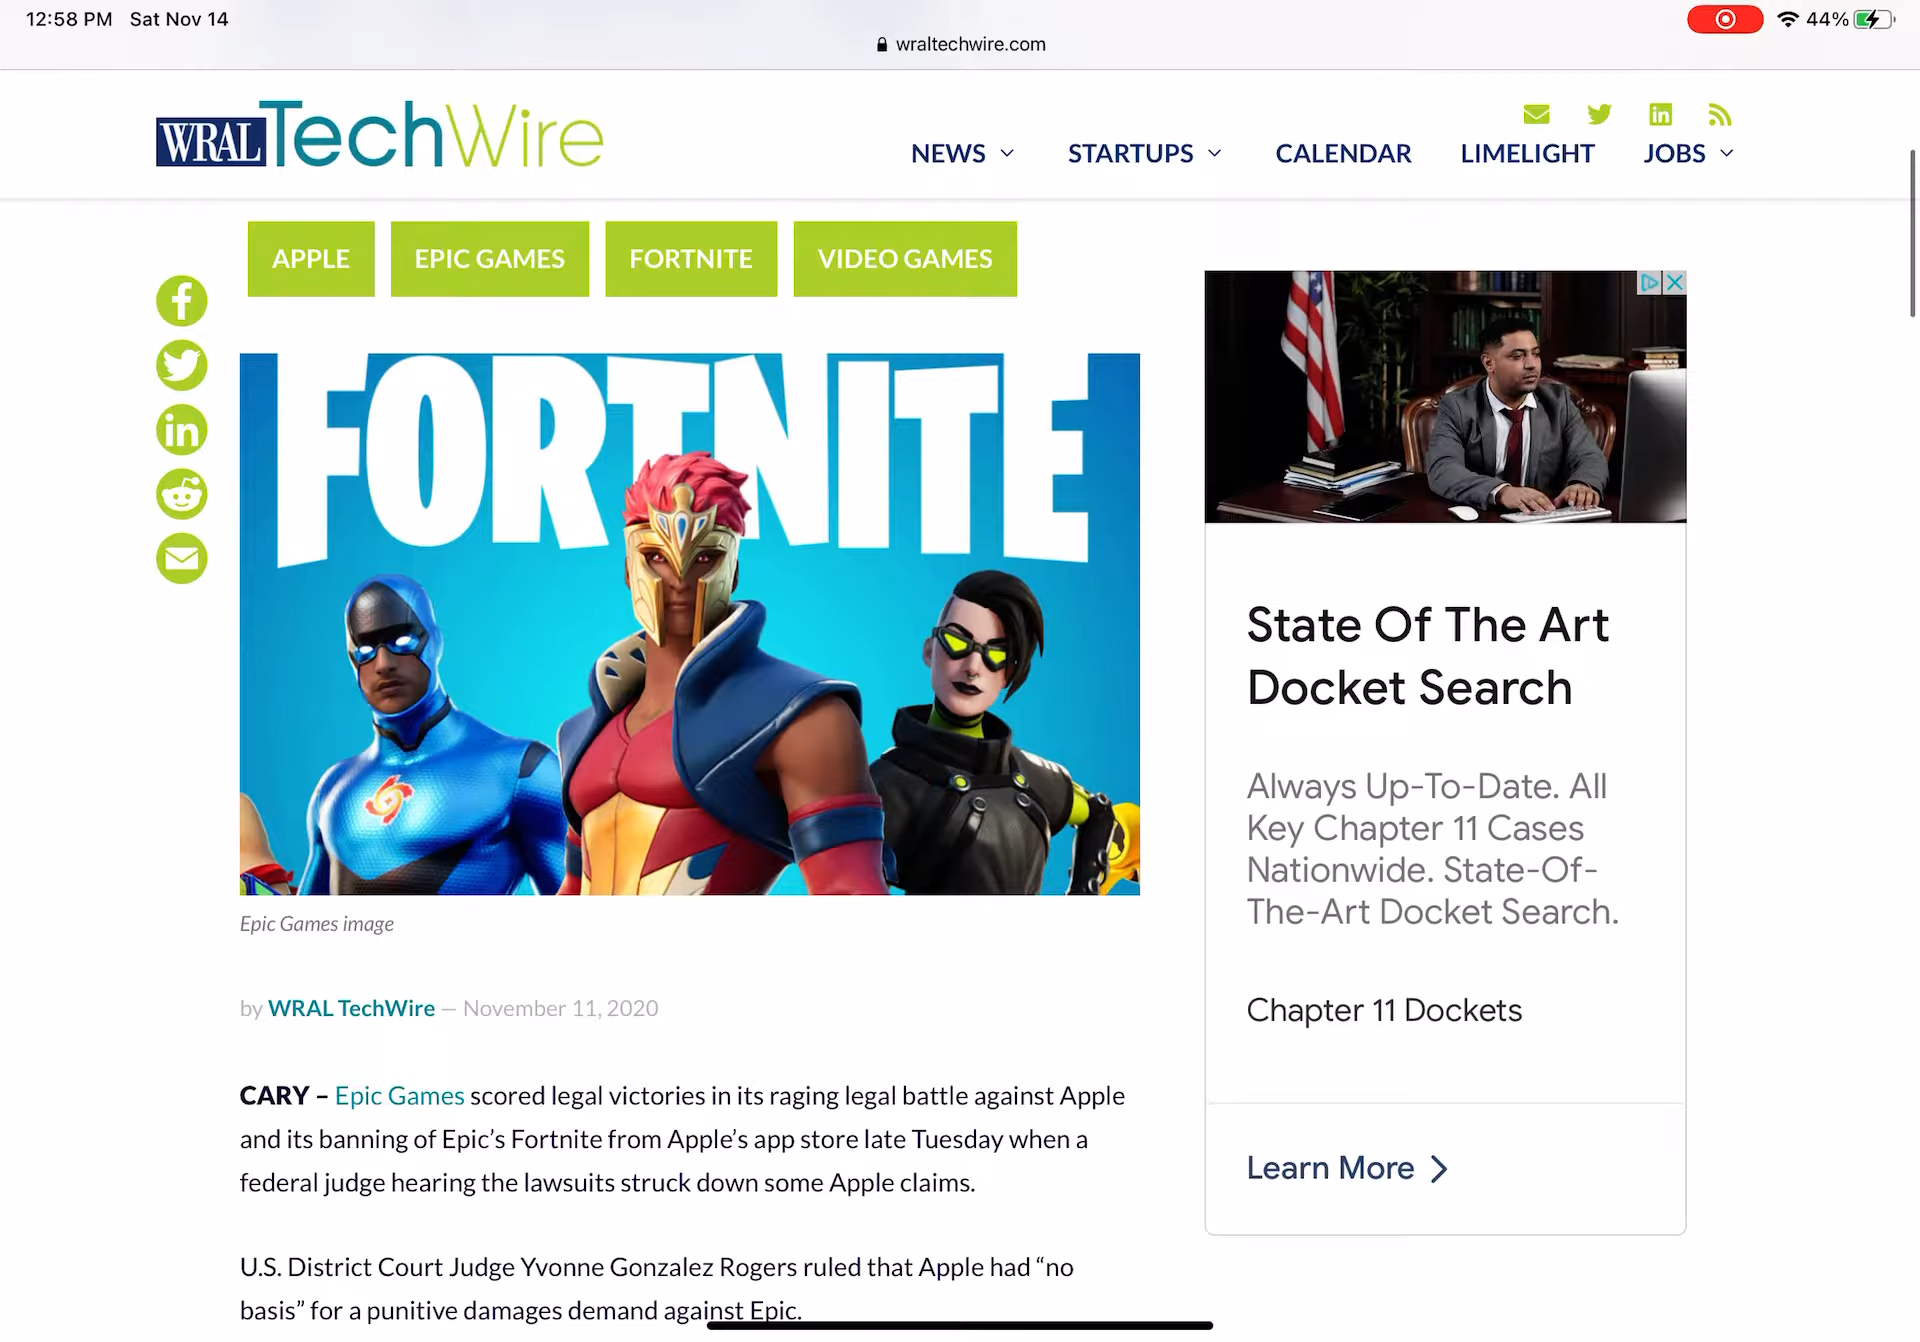 12:58 PM Sat Nov 14
44%
wraltechwire.com
WRAL TechWire
NEWS STARTUPS CALENDAR LIMELIGHT JOBS
APPLE EPIC GAMES FORTNITE VIDEO GAMES
FORTNITE
Epic Games image
by WRAL TechWire — November 11, 2020
CARY – Epic Games scored legal victories in its raging legal battle against Apple
and its banning of Epic’s Fortnite from Apple’s app store late Tuesday when a
federal judge hearing the lawsuits struck down some Apple claims.
U.S. District Court Judge Yvonne Gonzalez Rogers ruled that Apple had “no
basis” for a punitive damages demand against Epic.
State Of The Art
Docket Search
Always Up-To-Date. All
Key Chapter 11 Cases
Nationwide. State-Of-
The-Art Docket Search.
Chapter 11 Dockets
Learn More